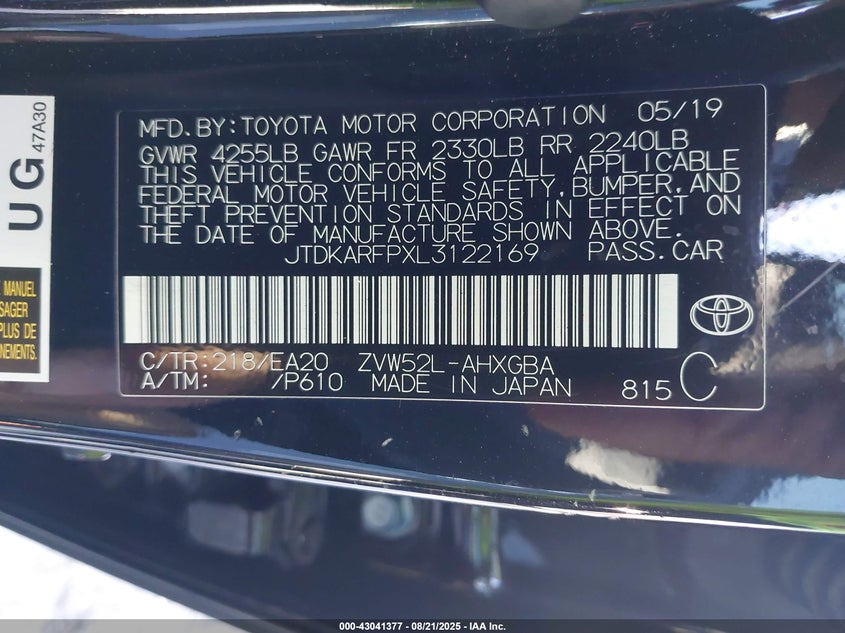 MFD.BY:TOYOTA MOTOR CORPORATION 05/19
GVWR 4255LB GAWR FR 2330LB RR 2240LB
THIS VEHICLE CONFORMS TO ALL APPLICABLE
FEDERAL MOTOR VEHICLE SAFETY,BUMPER,AND
THEFT PREVENTION STANDARDS IN EFFECT ON
THE DATE OF MANUFACTURE SHOWN ABOVE.
JTDKARFPXL3122169 PASS.CAR
C/TR:218/EA20 ZVW52L-AHXGBA
A/TM: /P610 MADE IN JAPAN 815 C
UG
47A30
MANUEL
SAGER
PLUS DE
NEMENTS.
000-43041377 - 08/21/2025 - IAA Inc.